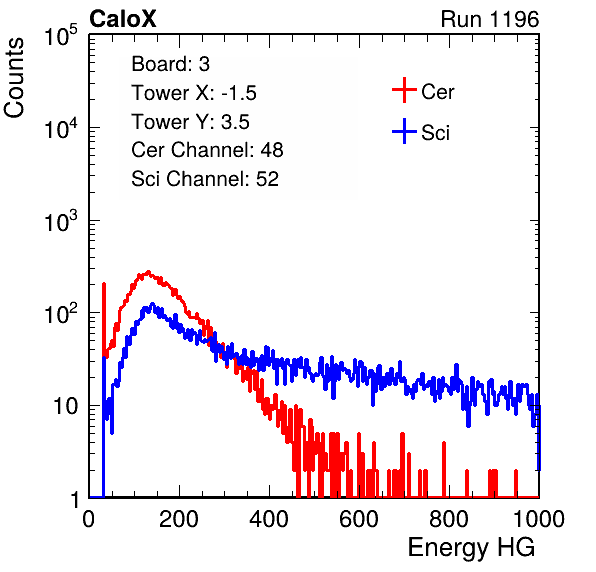 CaloX Run 1196
Counts
10^5
10^4
10^3
10^2
10
1
Board: 3
Tower X: -1.5
Tower Y: 3.5
Cer Channel: 48
Sci Channel: 52
Cer
Sci
0 200 400 600 800 1000
Energy HG